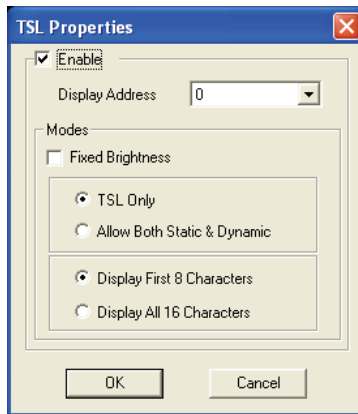 TSL Properties
Enable
Display Address 0
Modes
Fixed Brightness
TSL Only
Allow Both Static & Dynamic
Display First 8 Characters
Display All 16 Characters
OK Cancel